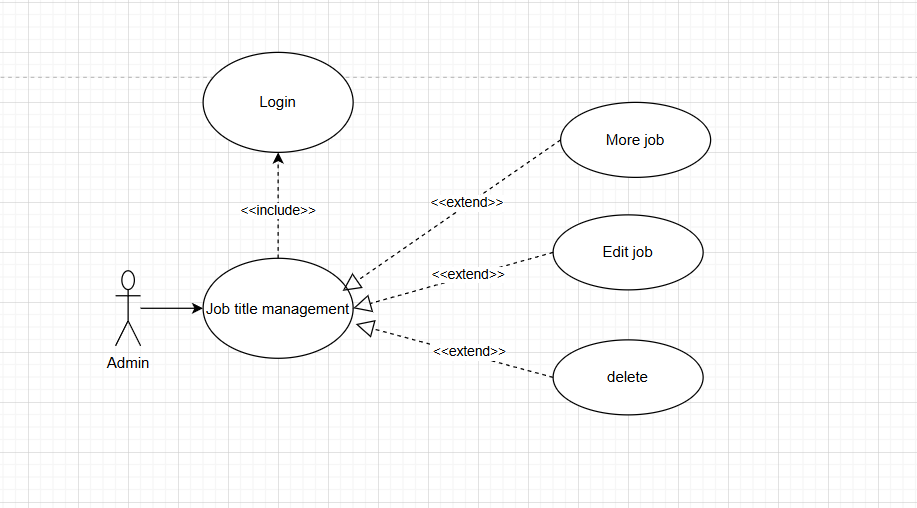 Login
More job
<<extend>>
<<include>>
Edit job
<<extend>>
Job title management
<<extend>>
Admin
delete